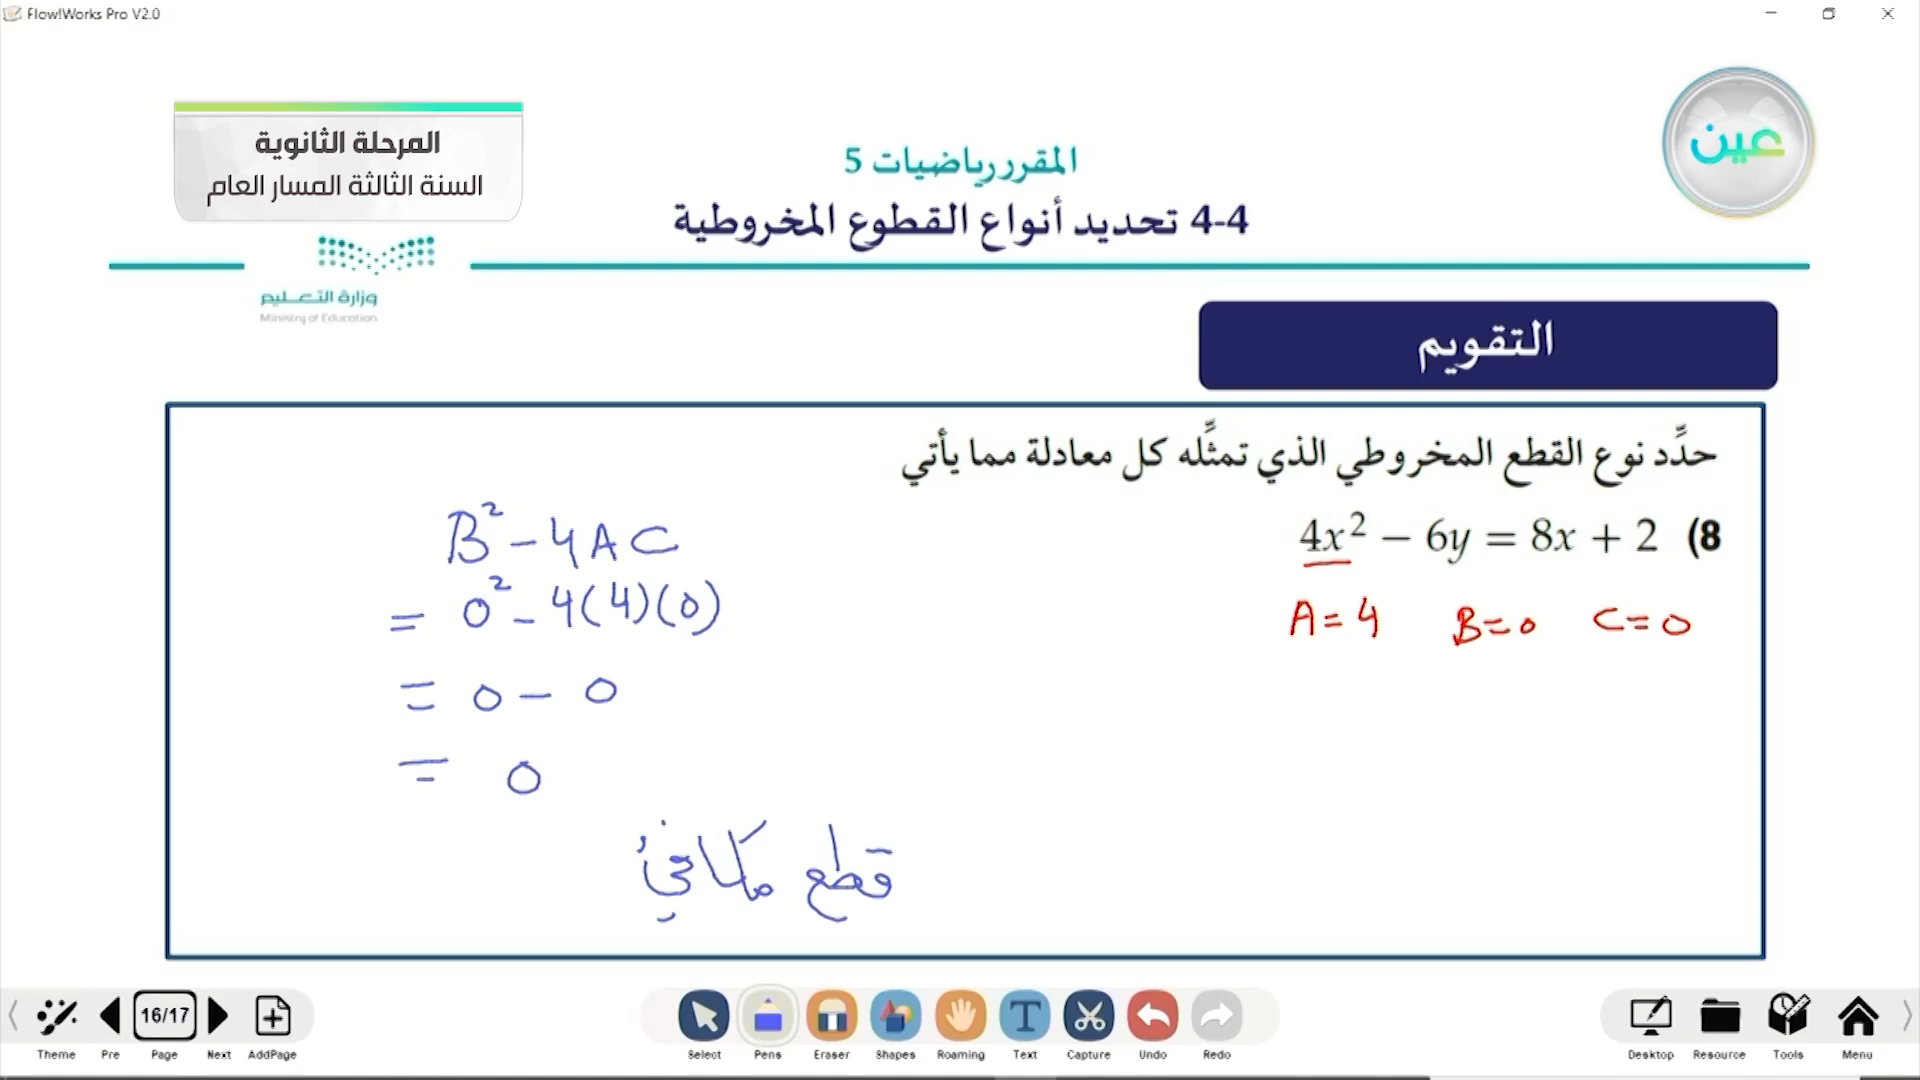 Flow!Works Pro V2.0
عين
المرحلة الثانوية
السنة الثالثة المسار العام
المقرر رياضيات 5
4-4 تحديد أنواع القطوع المخروطية
وزارة التعليم
Ministry of Education
التقويم
حدِّد نوع القطع المخروطي الذي تمثِّله كل معادلة مما يأتي
4x² − 6y = 8x + 2 (8
A = 4 B = 0 C = 0
B² - 4AC
= 0² - 4(4)(0)
= 0 - 0
= 0
قطع مكافئ
16/17
Theme Pre Page Next AddPage
Select Pens Eraser Shapes Roaming Text Capture Undo Redo
Desktop Resource Tools Menu